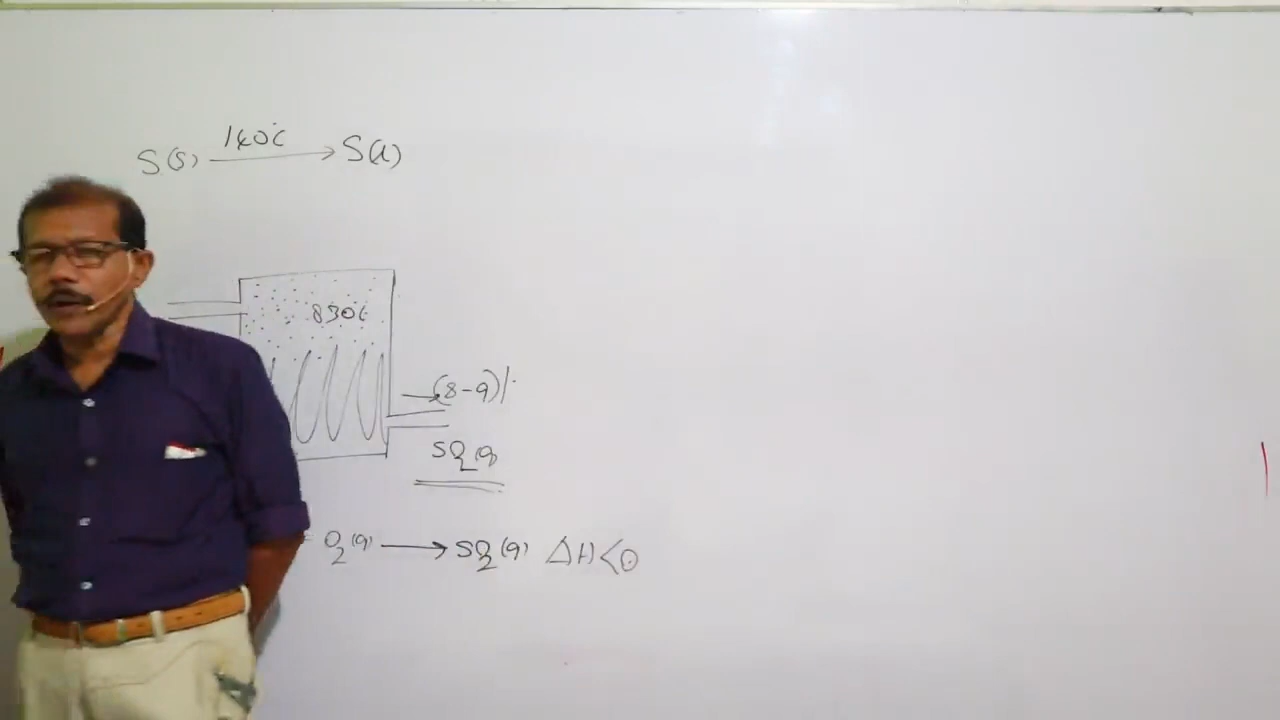 S(s) 140°C → S(l)
830°C
→ (8-9)%
SO₂(g)
O₂(g) → SO₂(g) ΔH<0